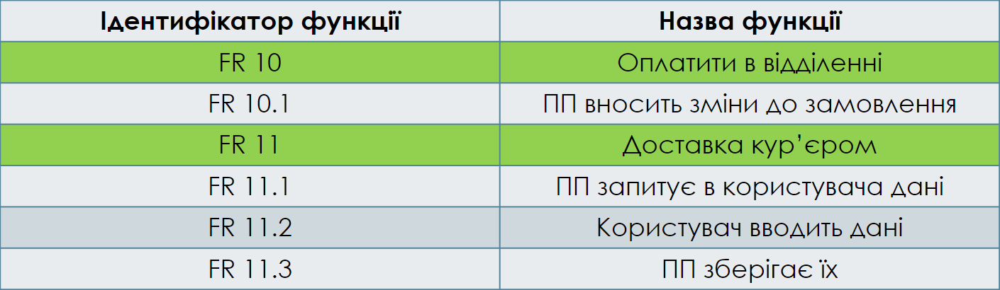 Ідентифікатор функції Назва функції
FR 10 Оплатити в відділенні
FR 10.1 ПП вносить зміни до замовлення
FR 11 Доставка кур’єром
FR 11.1 ПП запитує в користувача дані
FR 11.2 Користувач вводить дані
FR 11.3 ПП зберігає їх